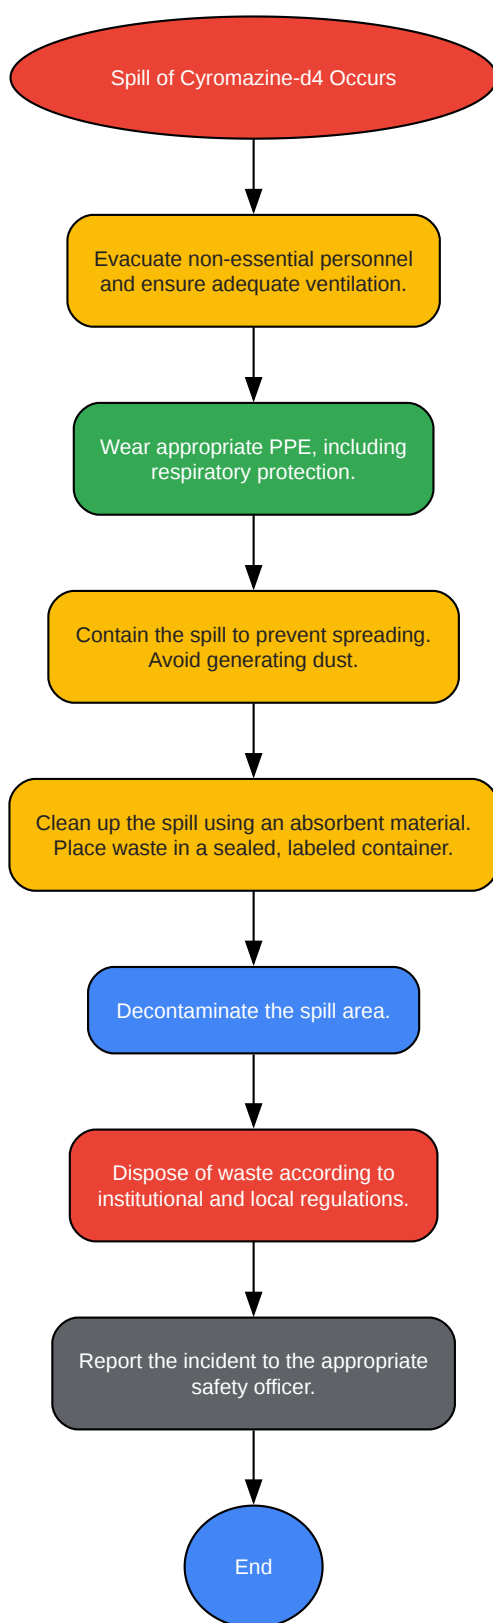 Spill of Cyromazine-d4 Occurs
Evacuate non-essential personnel
and ensure adequate ventilation.
Wear appropriate PPE, including
respiratory protection.
Contain the spill to prevent spreading.
Avoid generating dust.
Clean up the spill using an absorbent material.
Place waste in a sealed, labeled container.
Decontaminate the spill area.
Dispose of waste according to
institutional and local regulations.
Report the incident to the appropriate
safety officer.
End